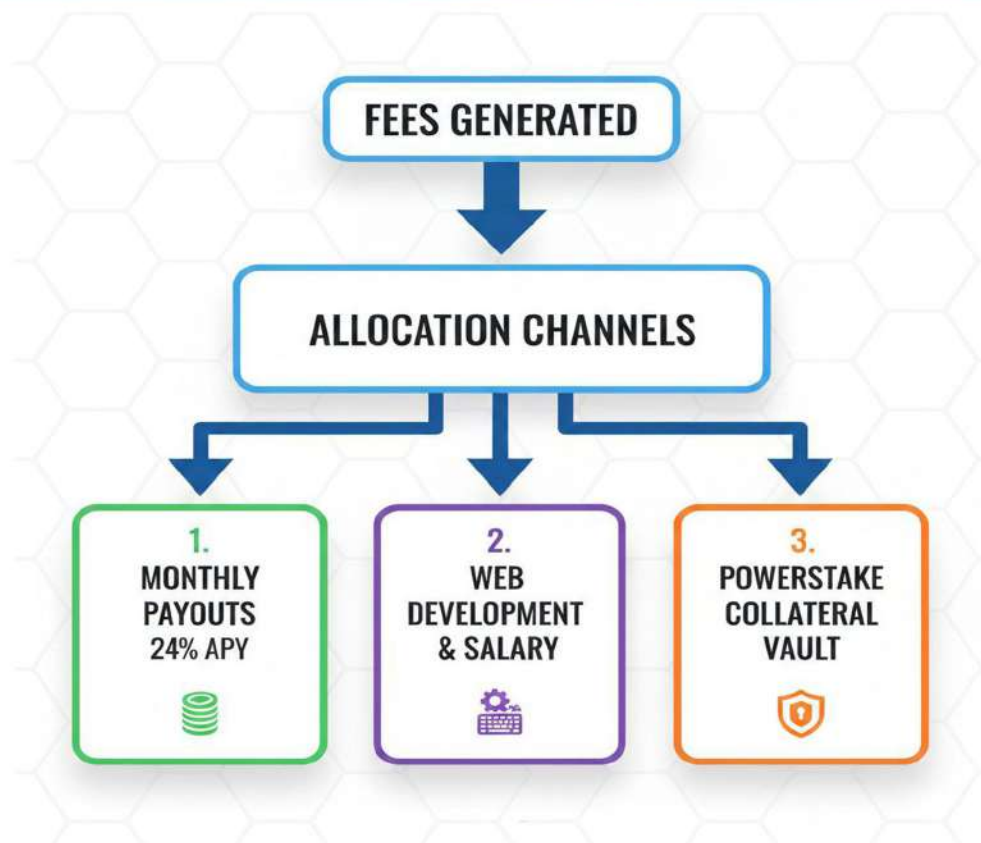 FEES GENERATED
ALLOCATION CHANNELS
1.
MONTHLY
PAYOUTS
24% APY
2.
WEB
DEVELOPMENT
& SALARY
3.
POWERSTAKE
COLLATERAL
VAULT